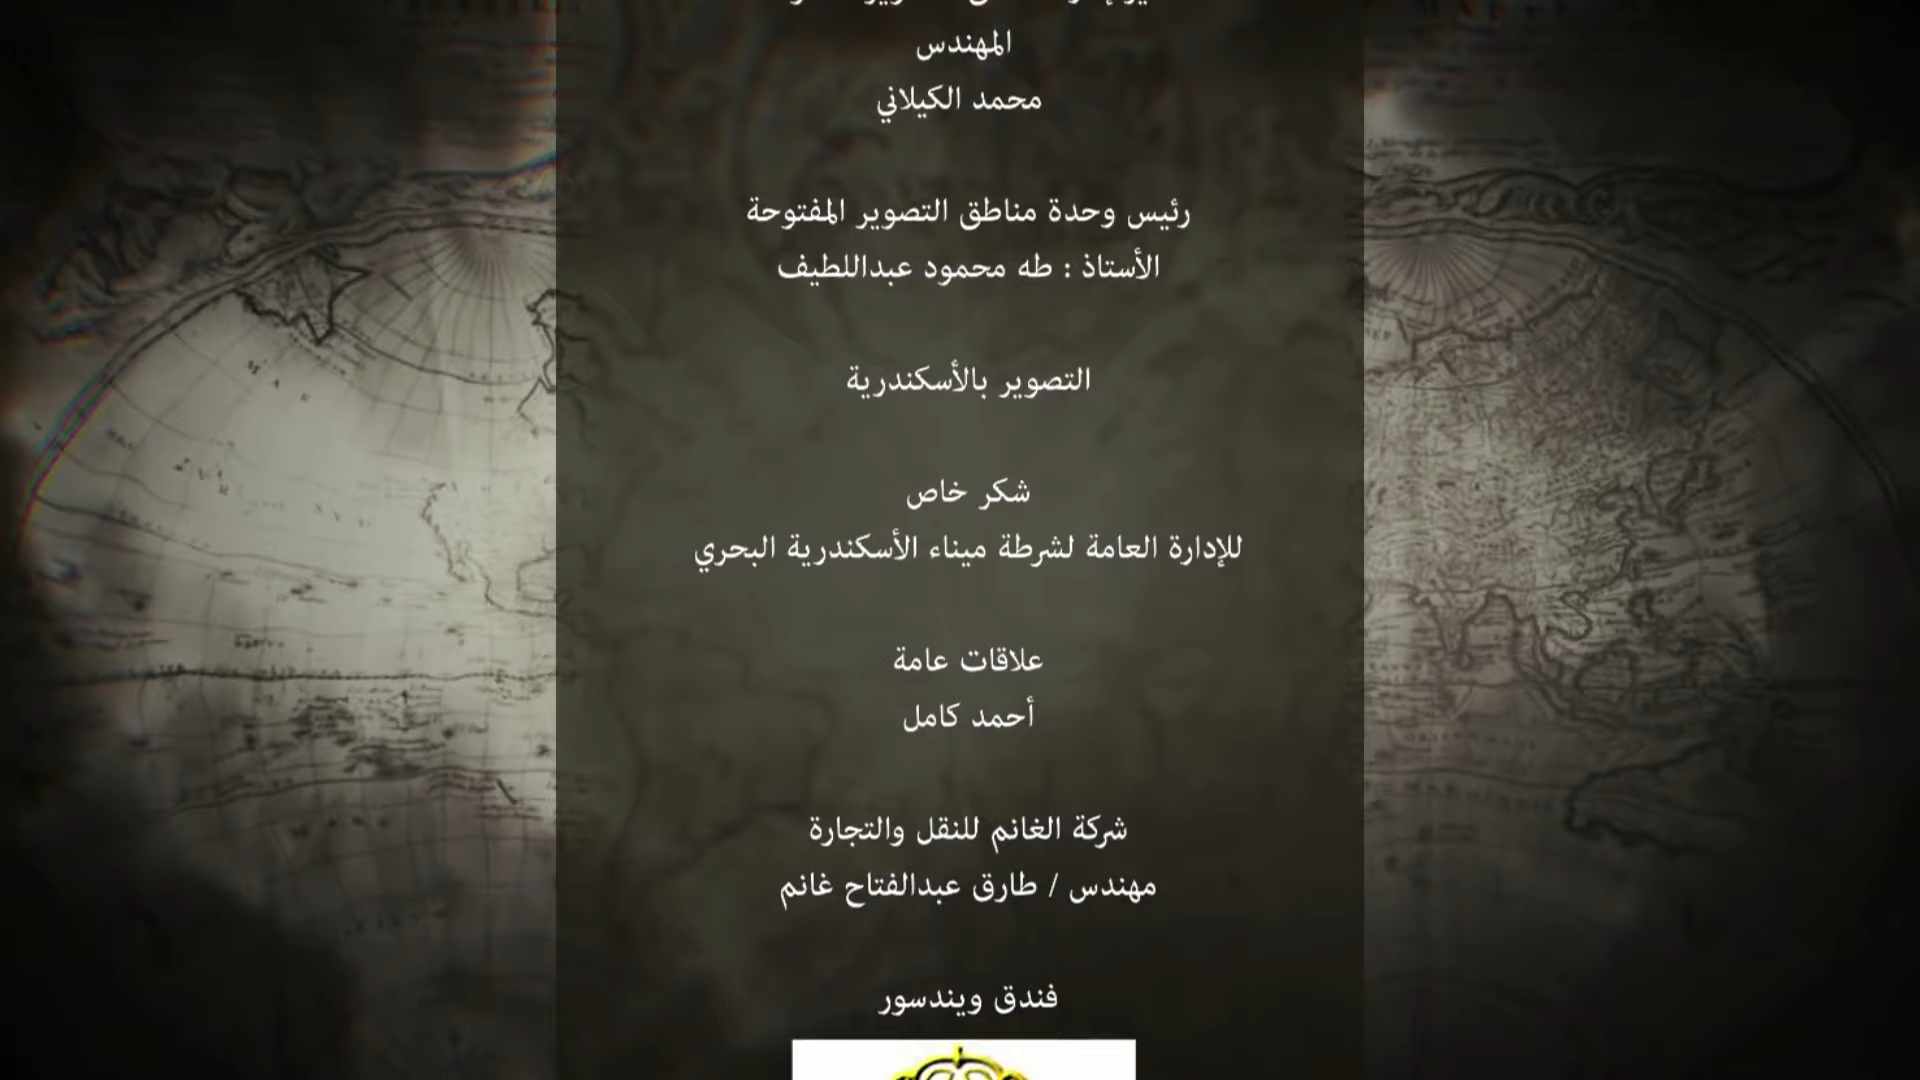 المهندس
محمد الكيلاني
رئيس وحدة مناطق التصوير المفتوحة
الأستاذ : طه محمود عبداللطيف
التصوير بالأسكندرية
شكر خاص
للإدارة العامة لشرطة ميناء الأسكندرية البحري
علاقات عامة
أحمد كامل
شركة الغانم للنقل والتجارة
مهندس / طارق عبدالفتاح غانم
فندق ويندسور